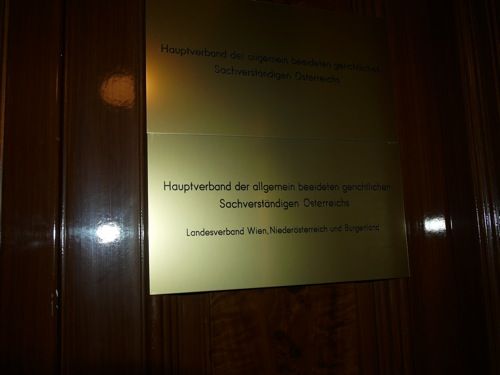 Hauptverband der allgemein beeideten gerichtlichen
Sachverständigen Österreichs
Hauptverband der allgemein beeideten gerichtlichen
Sachverständigen Österreichs
Landesverband Wien, Niederösterreich und Burgenland